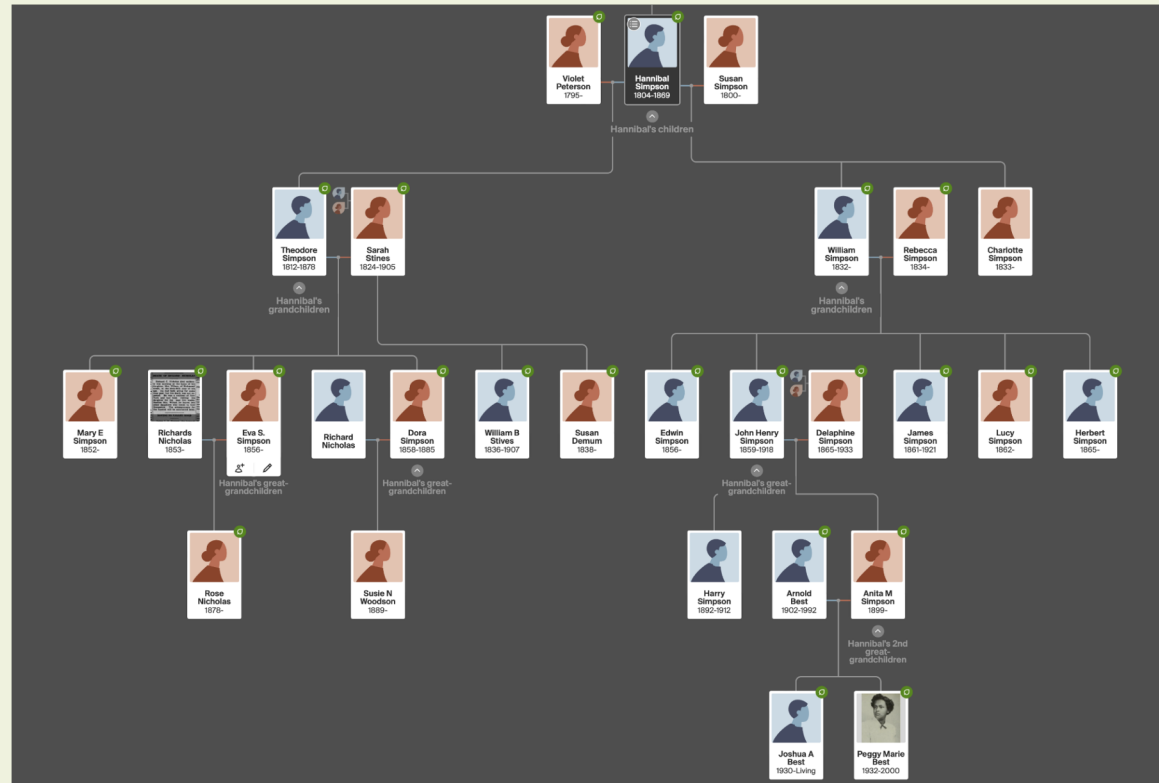 Violet
Peterson
1795-
Hannibal
Simpson
1804-1869
Susan
Simpson
1800-
Hannibal's children
Theodore
Simpson
1812-1878
Sarah
Stines
1824-1905
William
Simpson
1832-
Rebecca
Simpson
1834-
Charlotte
Simpson
1833-
Hannibal's
grandchildren
Hannibal's
grandchildren
Mary E
Simpson
1852-
Richards
Nicholas
1853-
Eva S.
Simpson
1856-
Richard
Nicholas
Dora
Simpson
1858-1885
William B
Stives
1836-1907
Susan
Demum
1838-
Edwin
Simpson
1856-
John Henry
Simpson
1859-1918
Delaphine
Simpson
1865-1933
James
Simpson
1861-1921
Lucy
Simpson
1862-
Herbert
Simpson
1865-
Hannibal's great-
grandchildren
Hannibal's great-
grandchildren
Hannibal's great-
grandchildren
Rose
Nicholas
1878-
Susie N
Woodson
1889-
Harry
Simpson
1892-1912
Arnold
Best
1902-1992
Anita M
Simpson
1899-
Hannibal's 2nd
great-
grandchildren
Joshua A
Best
1930-Living
Peggy Marie
Best
1932-2000